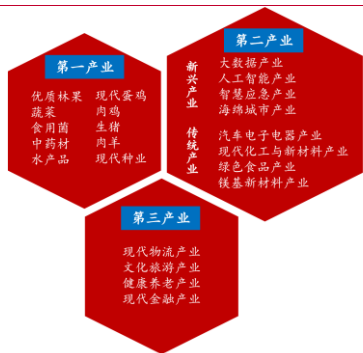 第一产业
优质林果 现代蛋鸡
蔬菜 肉鸡
食用菌 生猪
中药材 肉羊
水产品 现代种业
第二产业
新兴产业
大数据产业
人工智能产业
智慧应急产业
海绵城市产业
传统产业
汽车电子电器产业
现代化工与新材料产业
绿色食品产业
镁基新材料产业
第三产业
现代物流产业
文化旅游产业
健康养老产业
现代金融产业